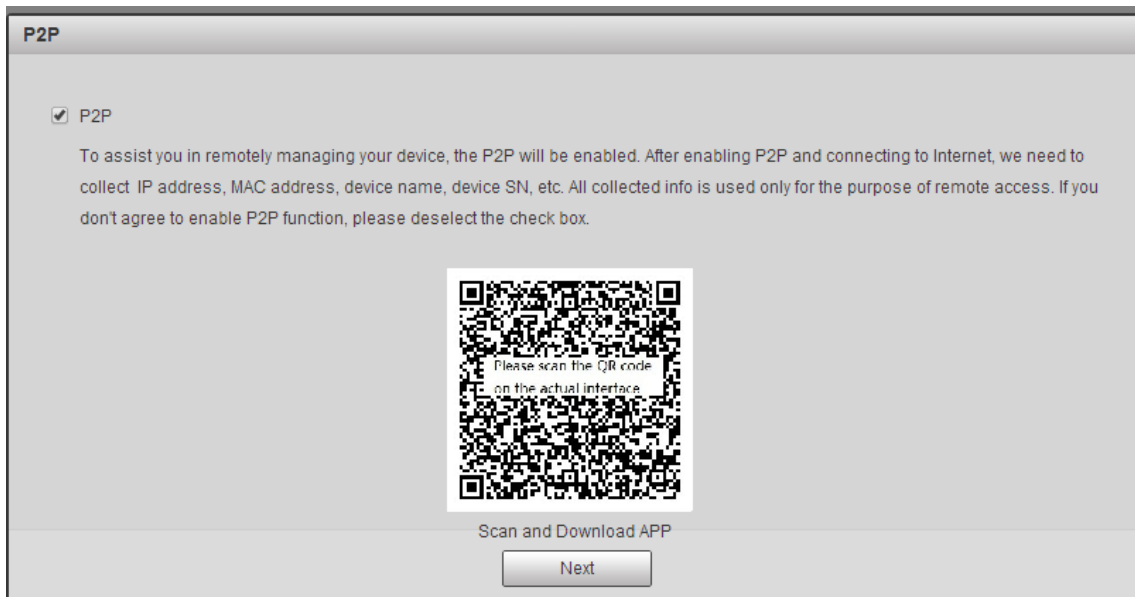 P2P
P2P
To assist you in remotely managing your device, the P2P will be enabled. After enabling P2P and connecting to Internet, we need to
collect IP address, MAC address, device name, device SN, etc. All collected info is used only for the purpose of remote access. If you
don't agree to enable P2P function, please deselect the check box.
Please scan the QR code
on the actual interface
Scan and Download APP
Next